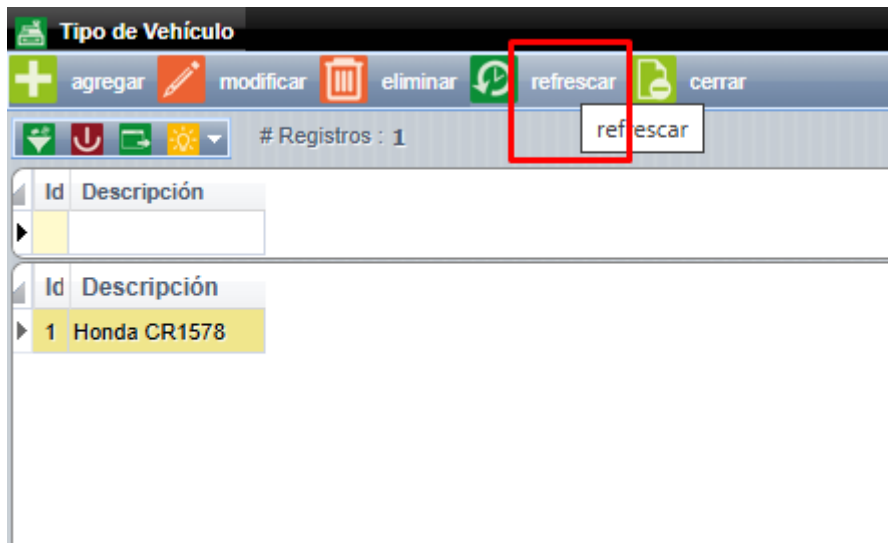 Tipo de Vehículo
agregar modificar eliminar refrescar cerrar
# Registros : 1
refrescar
Id Descripción
Id Descripción
1 Honda CR1578